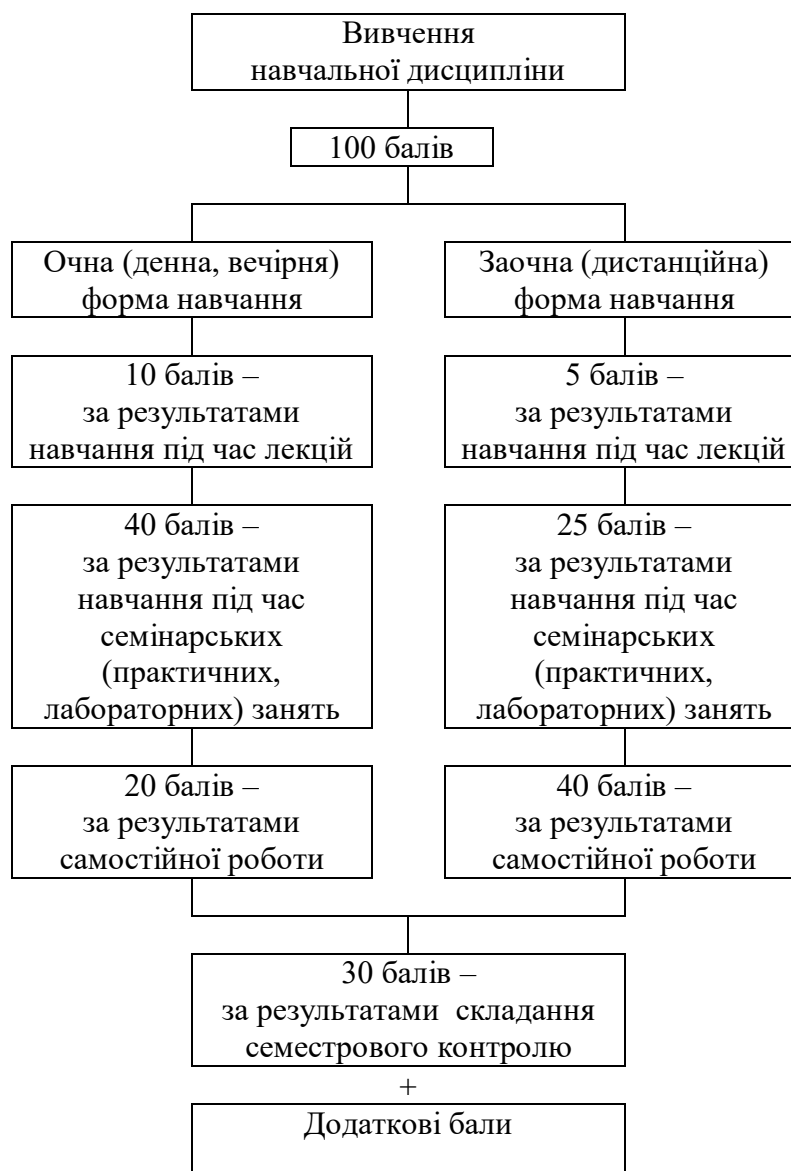 Вивчення
навчальної дисципліни
100 балів
Очна (денна, вечірня)
форма навчання
10 балів –
за результатами
навчання під час лекцій
40 балів –
за результатами
навчання під час
семінарських
(практичних,
лабораторних) занять
20 балів –
за результатами
самостійної роботи
Заочна (дистанційна)
форма навчання
5 балів –
за результатами
навчання під час лекцій
25 балів –
за результатами
навчання під час
семінарських
(практичних,
лабораторних) занять
40 балів –
за результатами
самостійної роботи
30 балів –
за результатами складання
семестрового контролю
+
Додаткові бали